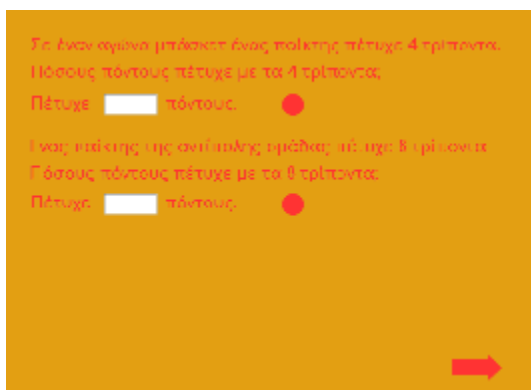 Σε έναν αγώνα μπάσκετ ένας παίκτης πέτυχε 4 τρίποντα.
Πόσους πόντους πέτυχε με τα 4 τρίποντα;
Πέτυχε πόντους.
Ένας παίκτης της αντίπαλης ομάδας πέτυχε 8 τρίποντα
Πόσους πόντους πέτυχε με τα 8 τρίποντα;
Πέτυχε πόντους.